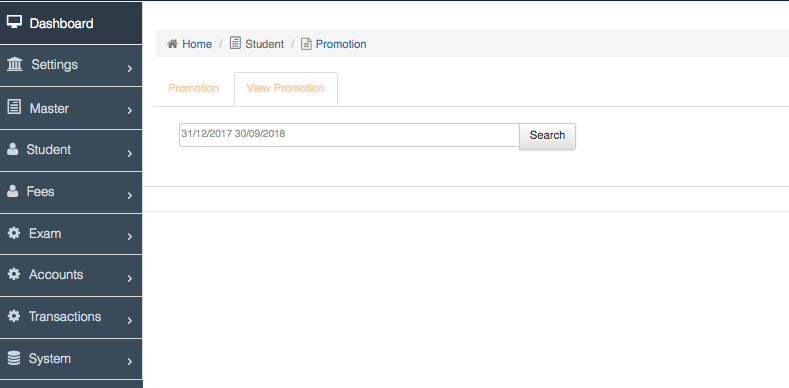 Dashboard
Settings
Master
Student
Fees
Exam
Accounts
Transactions
System
Home / Student / Promotion
Promotion
View Promotion
31/12/2017 30/09/2018
Search